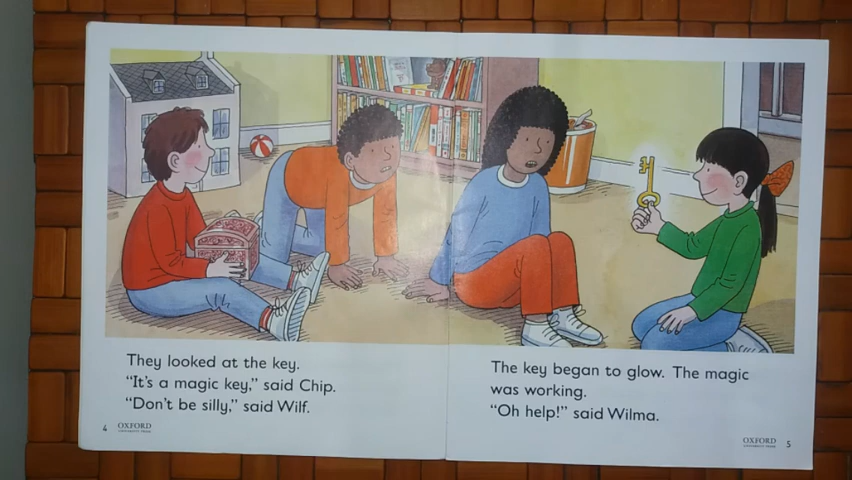 They looked at the key.
“It’s a magic key,” said Chip.
“Don’t be silly,” said Wilf.
4 OXFORD
The key began to glow. The magic
was working.
“Oh help!” said Wilma.
OXFORD 5